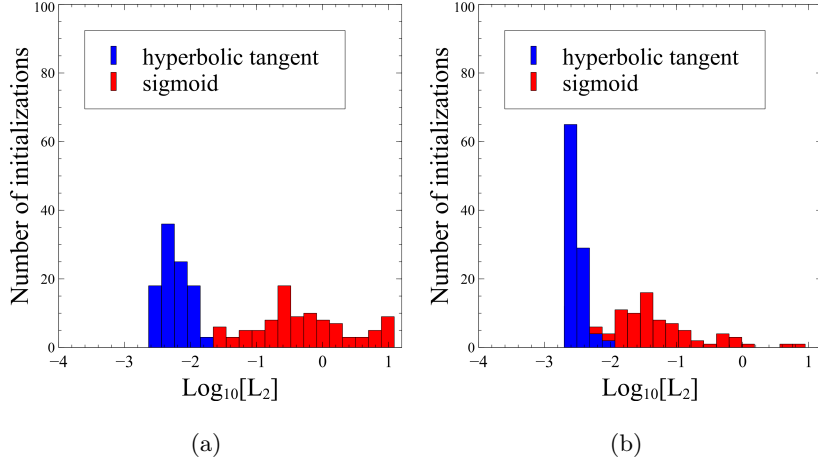 100
80
60
40
20
0
Number of initializations
hyperbolic tangent
sigmoid
−4 −3 −2 −1 0 1
Log10[L2]
(a)
100
80
60
40
20
0
Number of initializations
hyperbolic tangent
sigmoid
−4 −3 −2 −1 0 1
Log10[L2]
(b)